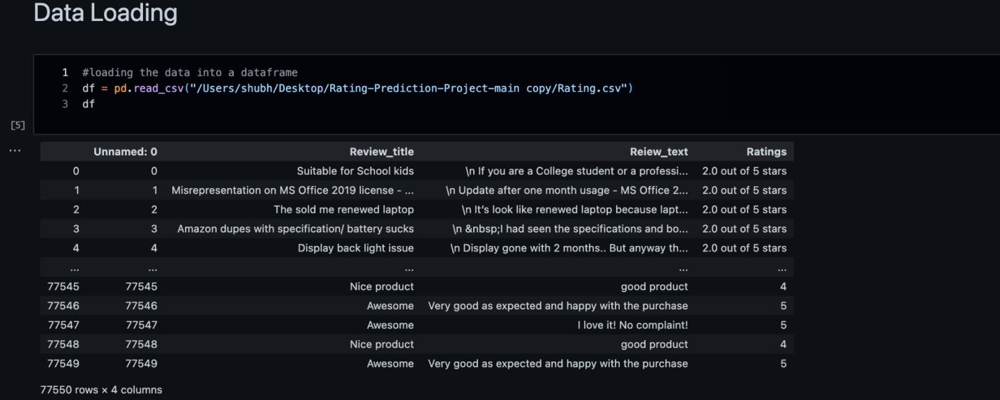 Data Loading
1 #loading the data into a dataframe
2 df = pd.read_csv("/Users/shubh/Desktop/Rating-Prediction-Project-main copy/Rating.csv")
3 df
[5]
...
Unnamed: 0 Review_title Reiew_text Ratings
0 0 Suitable for School kids \n If you are a College student or a professi... 2.0 out of 5 stars
1 1 Misrepresentation on MS Office 2019 license - ... \n Update after one month usage - MS Office 2... 2.0 out of 5 stars
2 2 The sold me renewed laptop \n It’s look like renewed laptop because lapt... 2.0 out of 5 stars
3 3 Amazon dupes with specification/ battery sucks \n &nbsp;I had seen the specifications and bo... 2.0 out of 5 stars
4 4 Display back light issue \n Display gone with 2 months.. But anyway th... 2.0 out of 5 stars
... ... ... ... ...
77545 77545 Nice product good product 4
77546 77546 Awesome Very good as expected and happy with the purchase 5
77547 77547 Awesome I love it! No complaint! 5
77548 77548 Nice product good product 4
77549 77549 Awesome Very good as expected and happy with the purchase 5
77550 rows × 4 columns